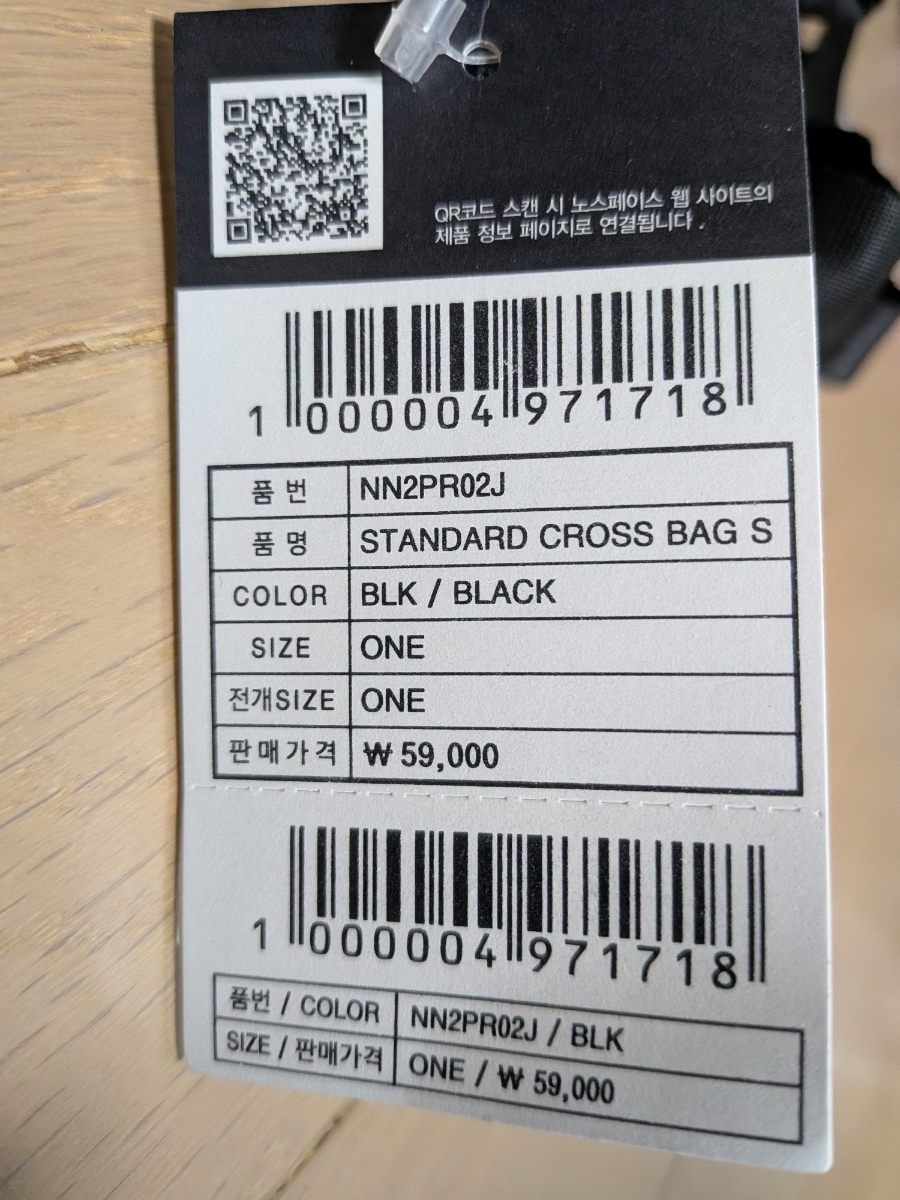 QR코드 스캔 시 노스페이스 웹 사이트의
제품 정보 페이지로 연결됩니다 .
1 000004 971718
품 번 NN2PR02J
품 명 STANDARD CROSS BAG S
COLOR BLK / BLACK
SIZE ONE
전개SIZE ONE
판매가격 ₩ 59,000
1 000004 971718
품번 / COLOR NN2PR02J / BLK
SIZE / 판매가격 ONE / ₩ 59,000